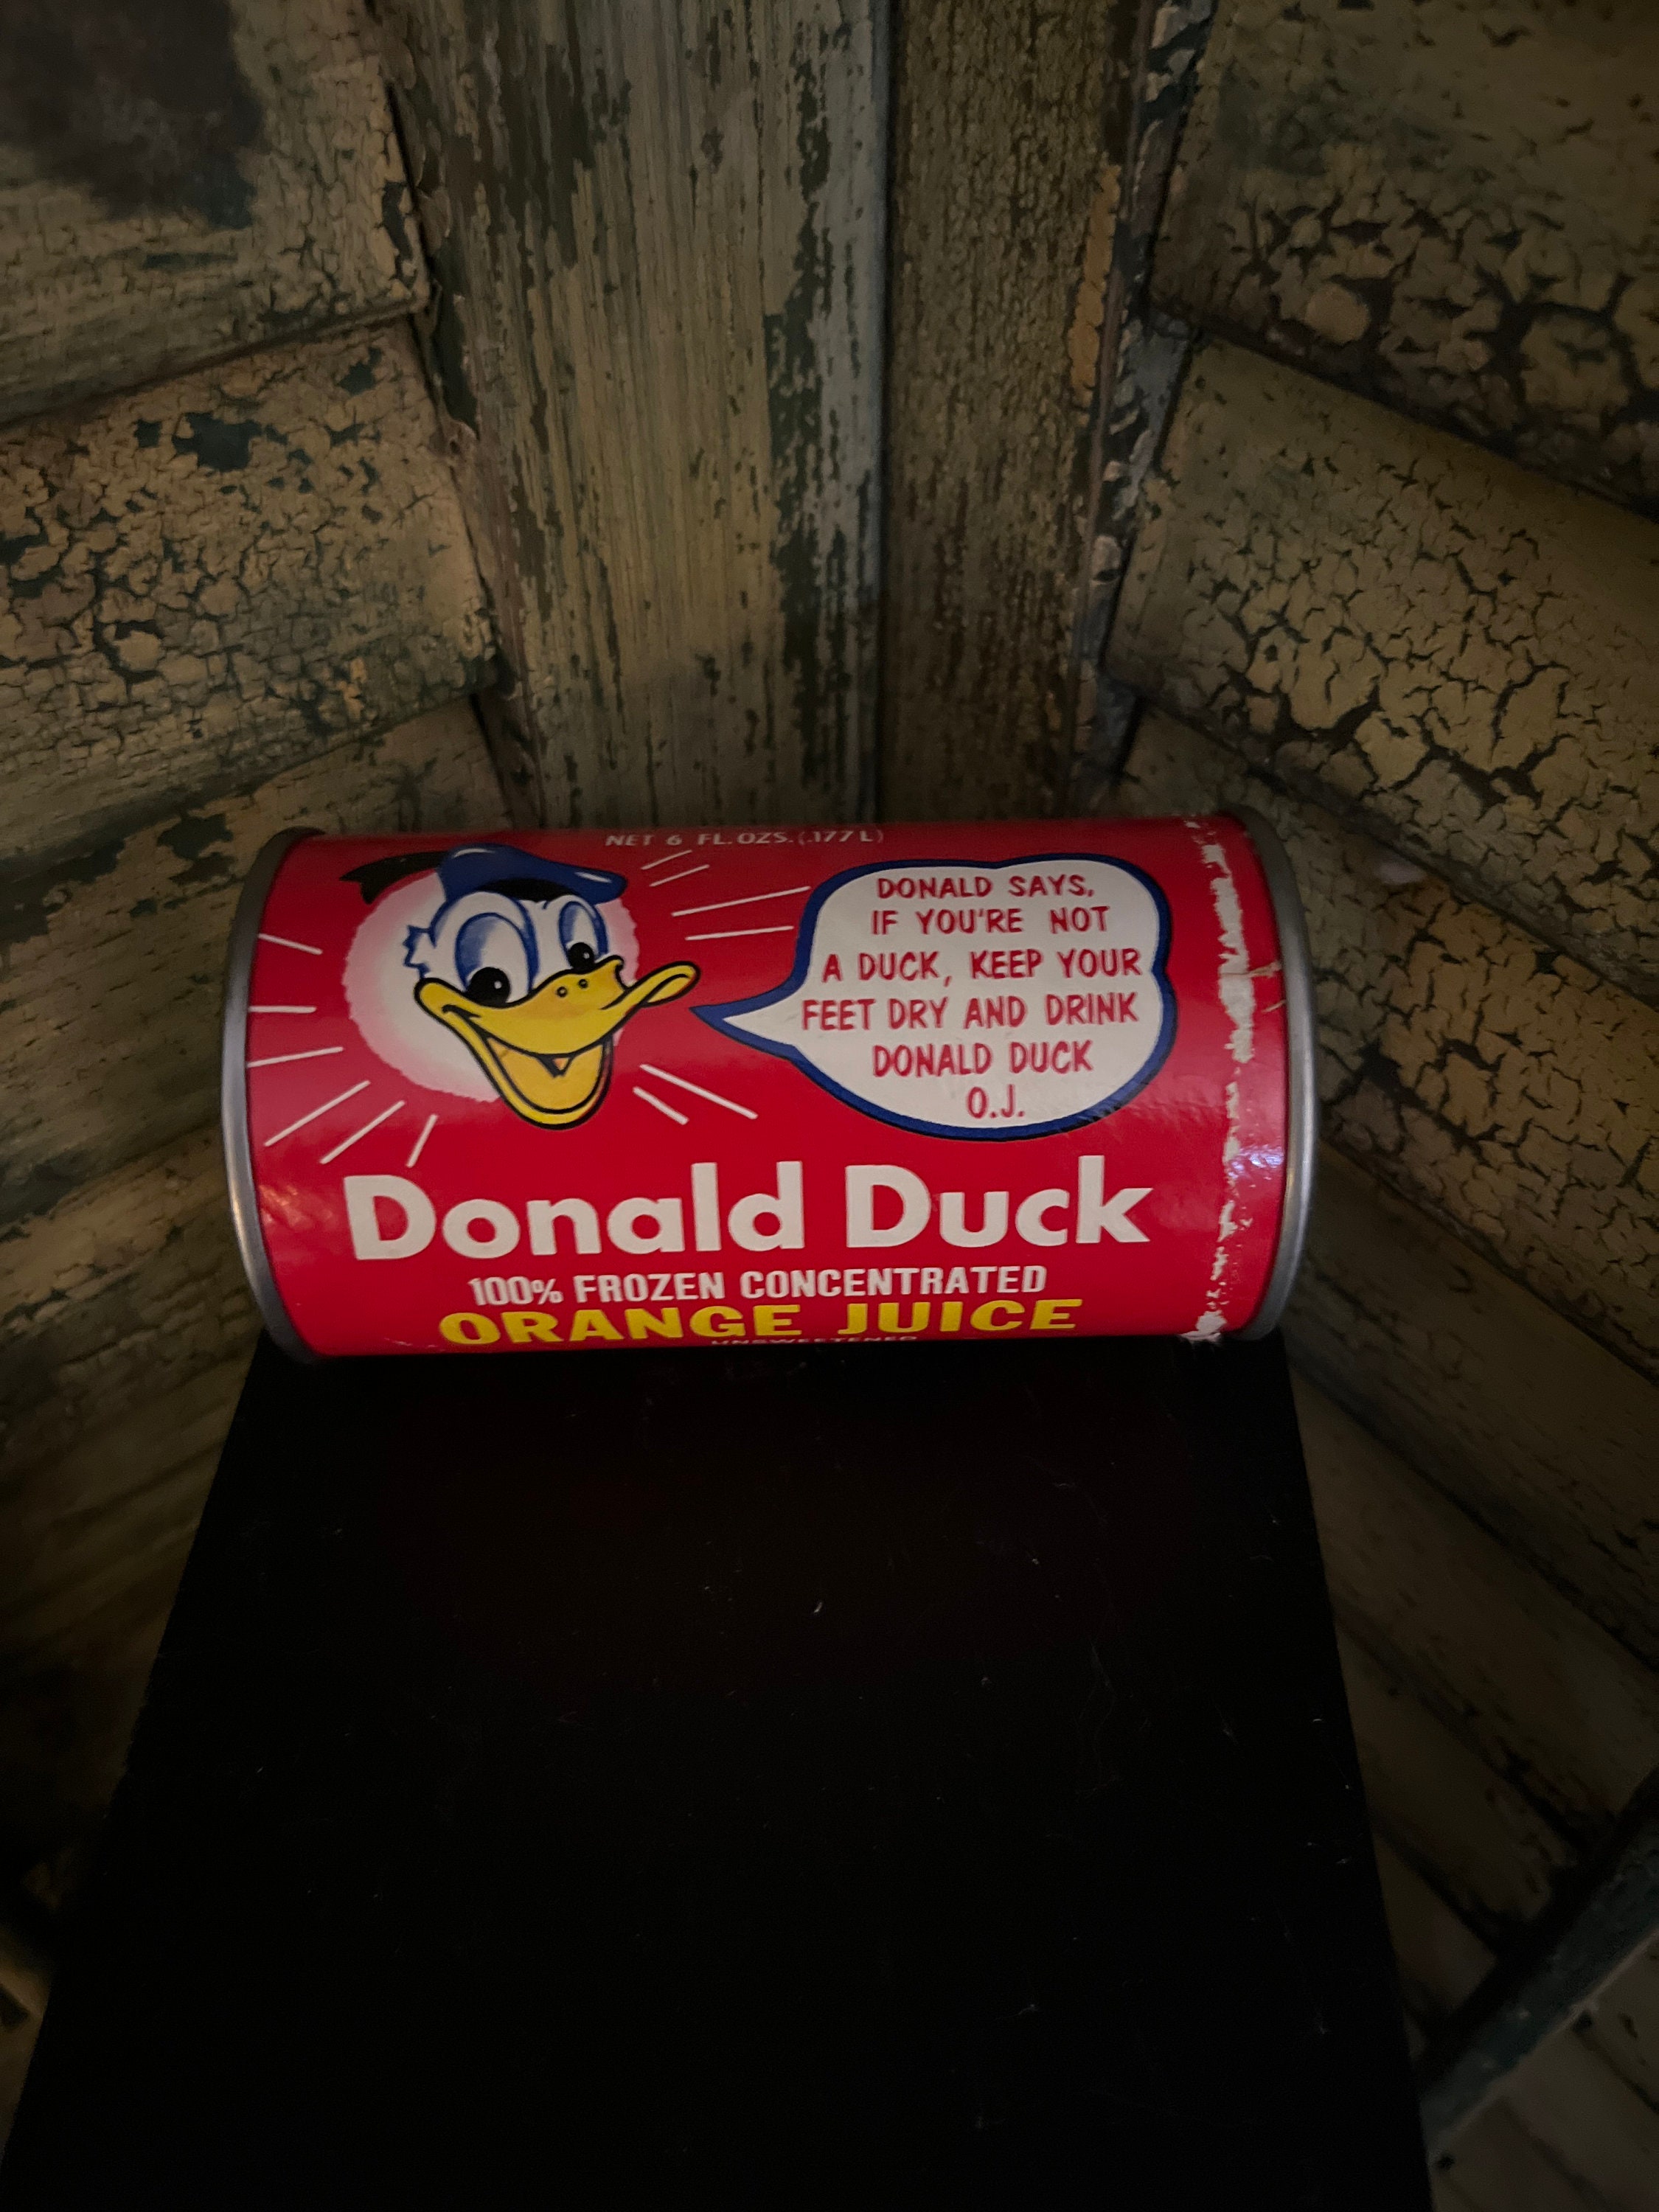 NET 6 FL. OZS. (.177 L)
DONALD SAYS,
IF YOU'RE NOT
A DUCK, KEEP YOUR
FEET DRY AND DRINK
DONALD DUCK
O.J.
Donald Duck
100% FROZEN CONCENTRATED
ORANGE JUICE
UNSWEETENED